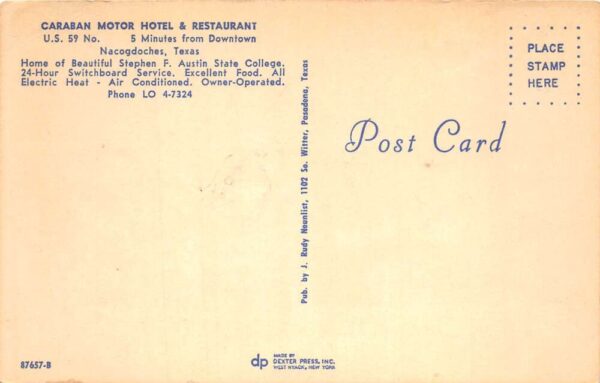 CARABAN MOTOR HOTEL & RESTAURANT
U.S. 59 No. 5 Minutes from Downtown
Nacogdoches, Texas
Home of Beautiful Stephen F. Austin State College.
24-Hour Switchboard Service. Excellent Food. All
Electric Heat - Air Conditioned. Owner-Operated.
Phone LO 4-7324
PLACE
STAMP
HERE
Post Card
Pub. by J. Rudy Nounlist, 1102 So. Witter, Pasadena, Texas
87657-B
dp
MADE BY
DEXTER PRESS, INC.
WEST NYACK, NEW YORK